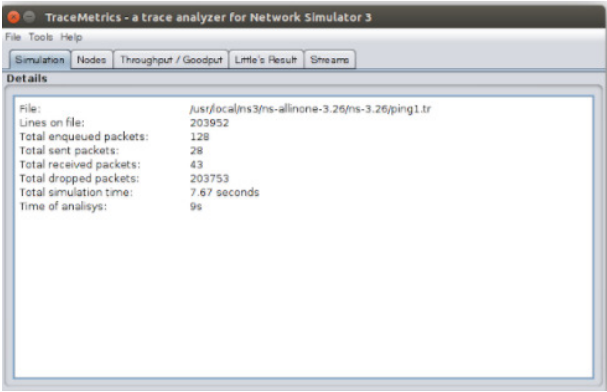 TraceMetrics - a trace analyzer for Network Simulator 3
File Tools Help
Simulation Nodes Throughput / Goodput Little's Result Streams
Details
File: /usr/local/ns3/ns-allinone-3.26/ns-3.26/ping1.tr
Lines on file: 203952
Total enqueued packets: 128
Total sent packets: 28
Total received packets: 43
Total dropped packets: 203753
Total simulation time: 7.67 seconds
Time of analisys: 9s